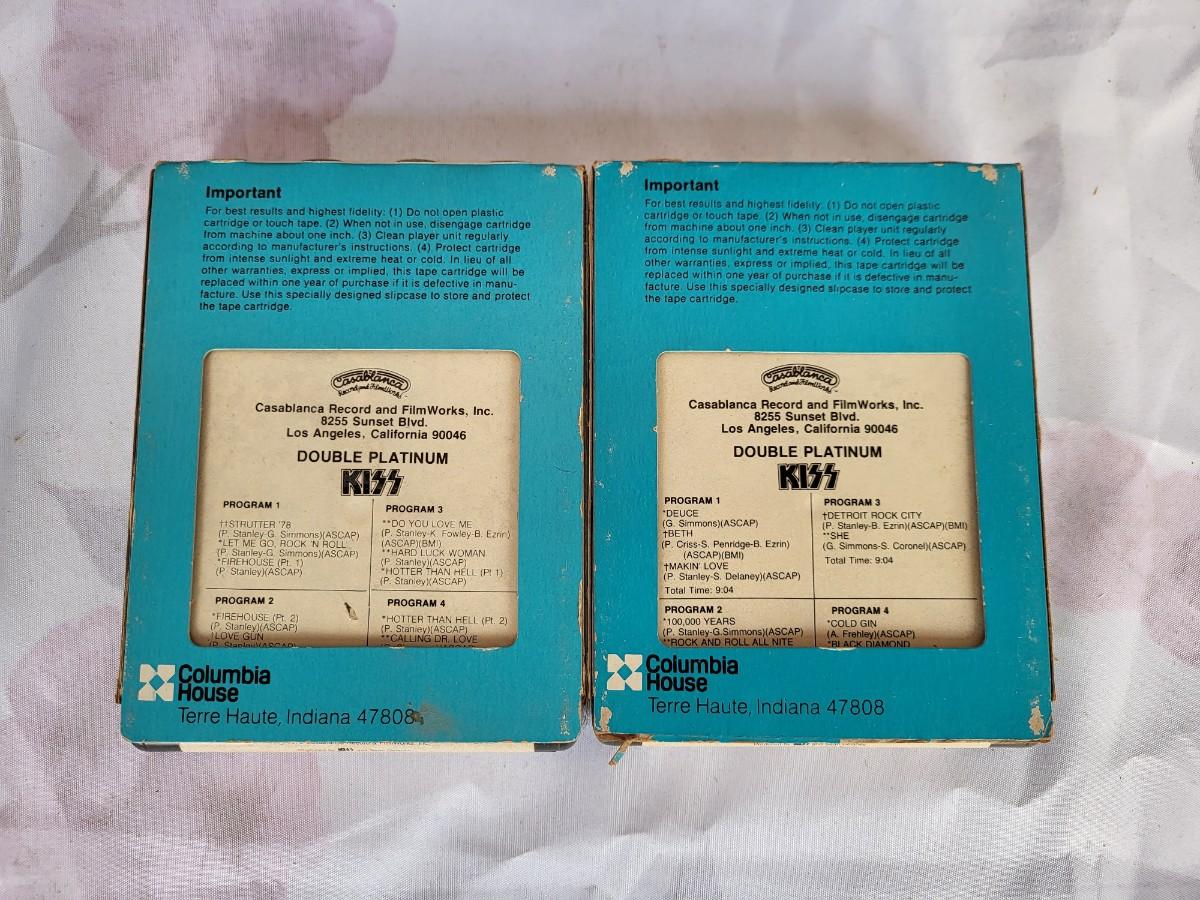 Important
For best results and highest fidelity: (1) Do not open plastic
cartridge or touch tape. (2) When not in use, disengage cartridge
from machine about one inch. (3) Clean player unit regularly
according to manufacturer's instructions. (4) Protect cartridge
from intense sunlight and extreme heat or cold. In lieu of all
other warranties, express or implied, this tape cartridge will be
replaced within one year of purchase if it is defective in manu-
facture. Use this specially designed slipcase to store and protect
the tape cartridge.
Casablanca
Record and FilmWorks
Casablanca Record and FilmWorks, Inc.
8255 Sunset Blvd.
Los Angeles, California 90046
DOUBLE PLATINUM
KISS
PROGRAM 1
††STRUTTER '78
(P. Stanley-G. Simmons)(ASCAP)
*LET ME GO, ROCK 'N ROLL
(P. Stanley-G. Simmons)(ASCAP)
*FIREHOUSE (Pt. 1)
(P. Stanley)(ASCAP)
PROGRAM 2
*FIREHOUSE (Pt. 2)
(P. Stanley)(ASCAP)
†LOVE GUN
(P. Stanley)(ASCAP)
PROGRAM 3
**DO YOU LOVE ME
(P. Stanley-K. Fowley-B. Ezrin)
(ASCAP)(BMI)
**HARD LUCK WOMAN
(P. Stanley)(ASCAP)
*HOTTER THAN HELL (Pt. 1)
(P. Stanley)(ASCAP)
PROGRAM 4
*HOTTER THAN HELL (Pt. 2)
(P. Stanley)(ASCAP)
**CALLING DR. LOVE
Columbia
House
Terre Haute, Indiana 47808
Important
For best results and highest fidelity: (1) Do not open plastic
cartridge or touch tape. (2) When not in use, disengage cartridge
from machine about one inch. (3) Clean player unit regularly
according to manufacturer's instructions. (4) Protect cartridge
from intense sunlight and extreme heat or cold. In lieu of all
other warranties, express or implied, this tape cartridge will be
replaced within one year of purchase if it is defective in manu-
facture. Use this specially designed slipcase to store and protect
the tape cartridge.
Casablanca
Record and FilmWorks
Casablanca Record and FilmWorks, Inc.
8255 Sunset Blvd.
Los Angeles, California 90046
DOUBLE PLATINUM
KISS
PROGRAM 1
*DEUCE
(G. Simmons)(ASCAP)
†BETH
(P. Criss-S. Penridge-B. Ezrin)
(ASCAP)(BMI)
†MAKIN' LOVE
(P. Stanley-S. Delaney)(ASCAP)
Total Time: 9:04
PROGRAM 2
*100,000 YEARS
(P. Stanley-G.Simmons)(ASCAP)
**ROCK AND ROLL ALL NITE
PROGRAM 3
†DETROIT ROCK CITY
(P. Stanley-B. Ezrin)(ASCAP)(BMI)
**SHE
(G. Simmons-S. Coronel)(ASCAP)
Total Time: 9:04
PROGRAM 4
*COLD GIN
(A. Frehley)(ASCAP)
*BLACK DIAMOND
Columbia
House
Terre Haute, Indiana 47808